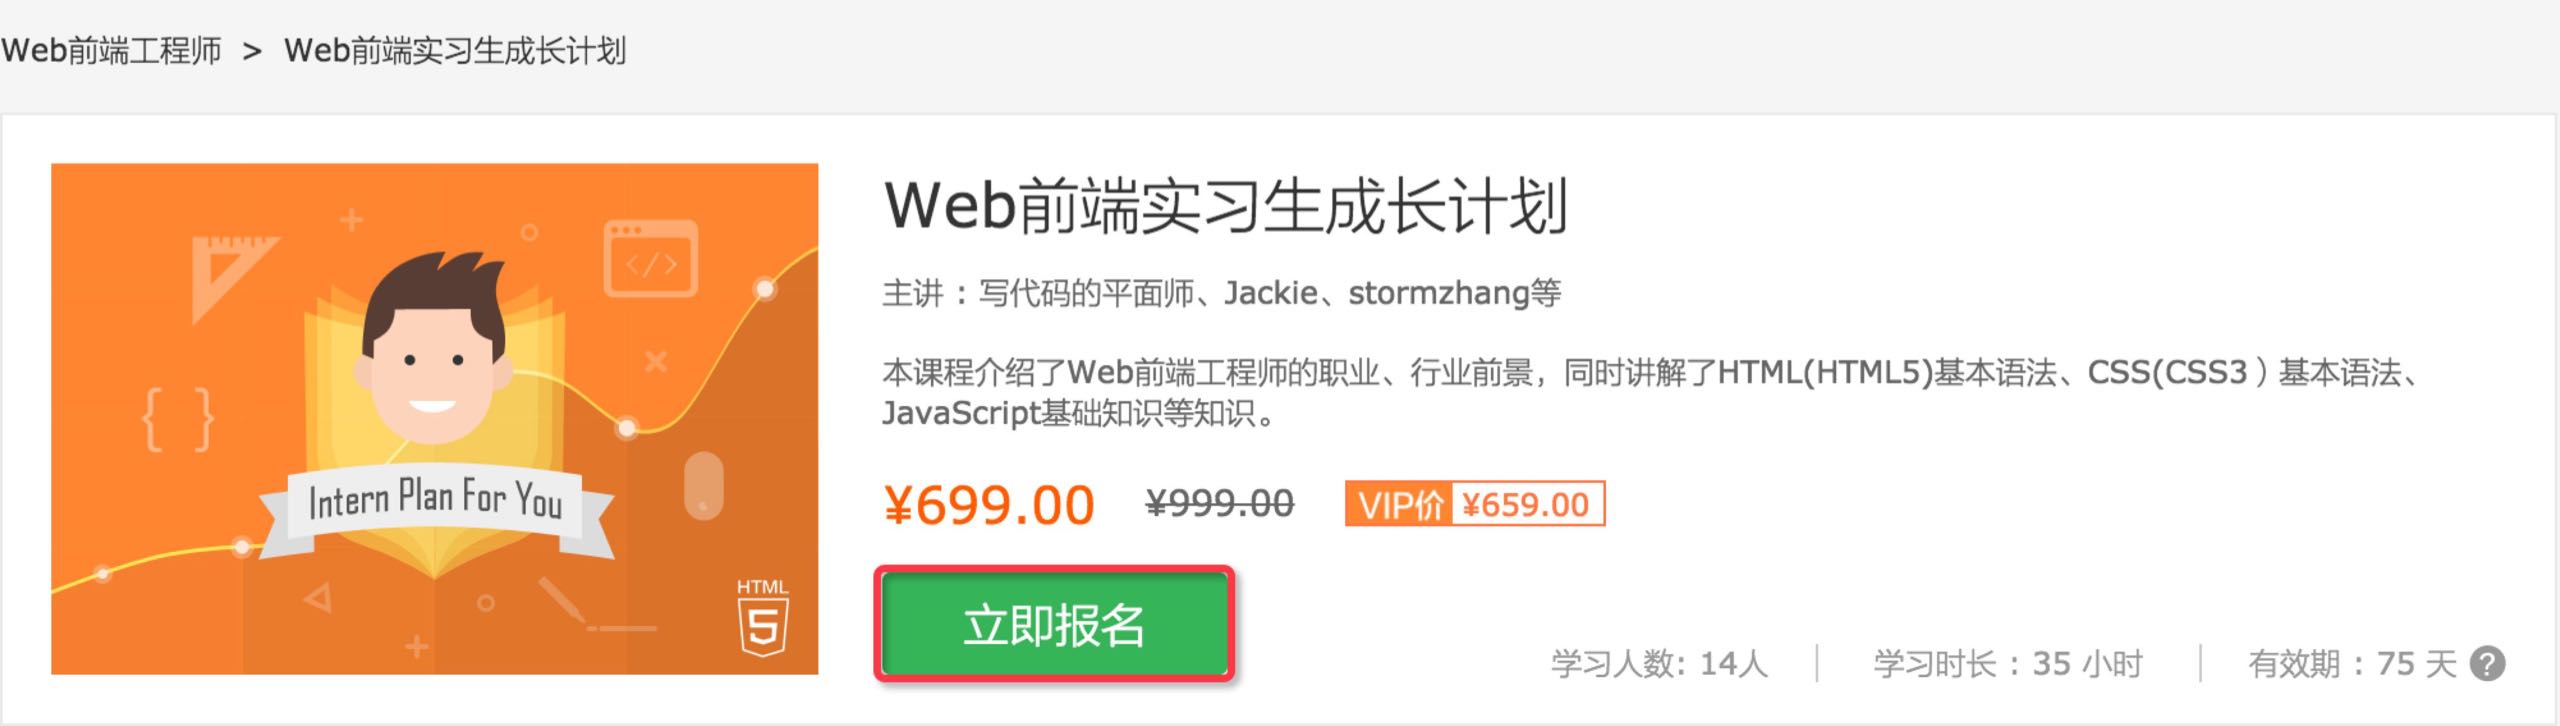 Web前端工程师 > Web前端实习生成长计划
Web前端实习生成长计划
主讲：写代码的平面师、Jackie、stormzhang等
本课程介绍了Web前端工程师的职业、行业前景，同时讲解了HTML(HTML5)基本语法、CSS(CSS3）基本语法、
JavaScript基础知识等知识。
¥699.00 ¥999.00 VIP价 ¥659.00
立即报名
学习人数: 14人 | 学习时长：35 小时 | 有效期：75 天 ?
{ }
</>
Intern Plan For You
HTML
5